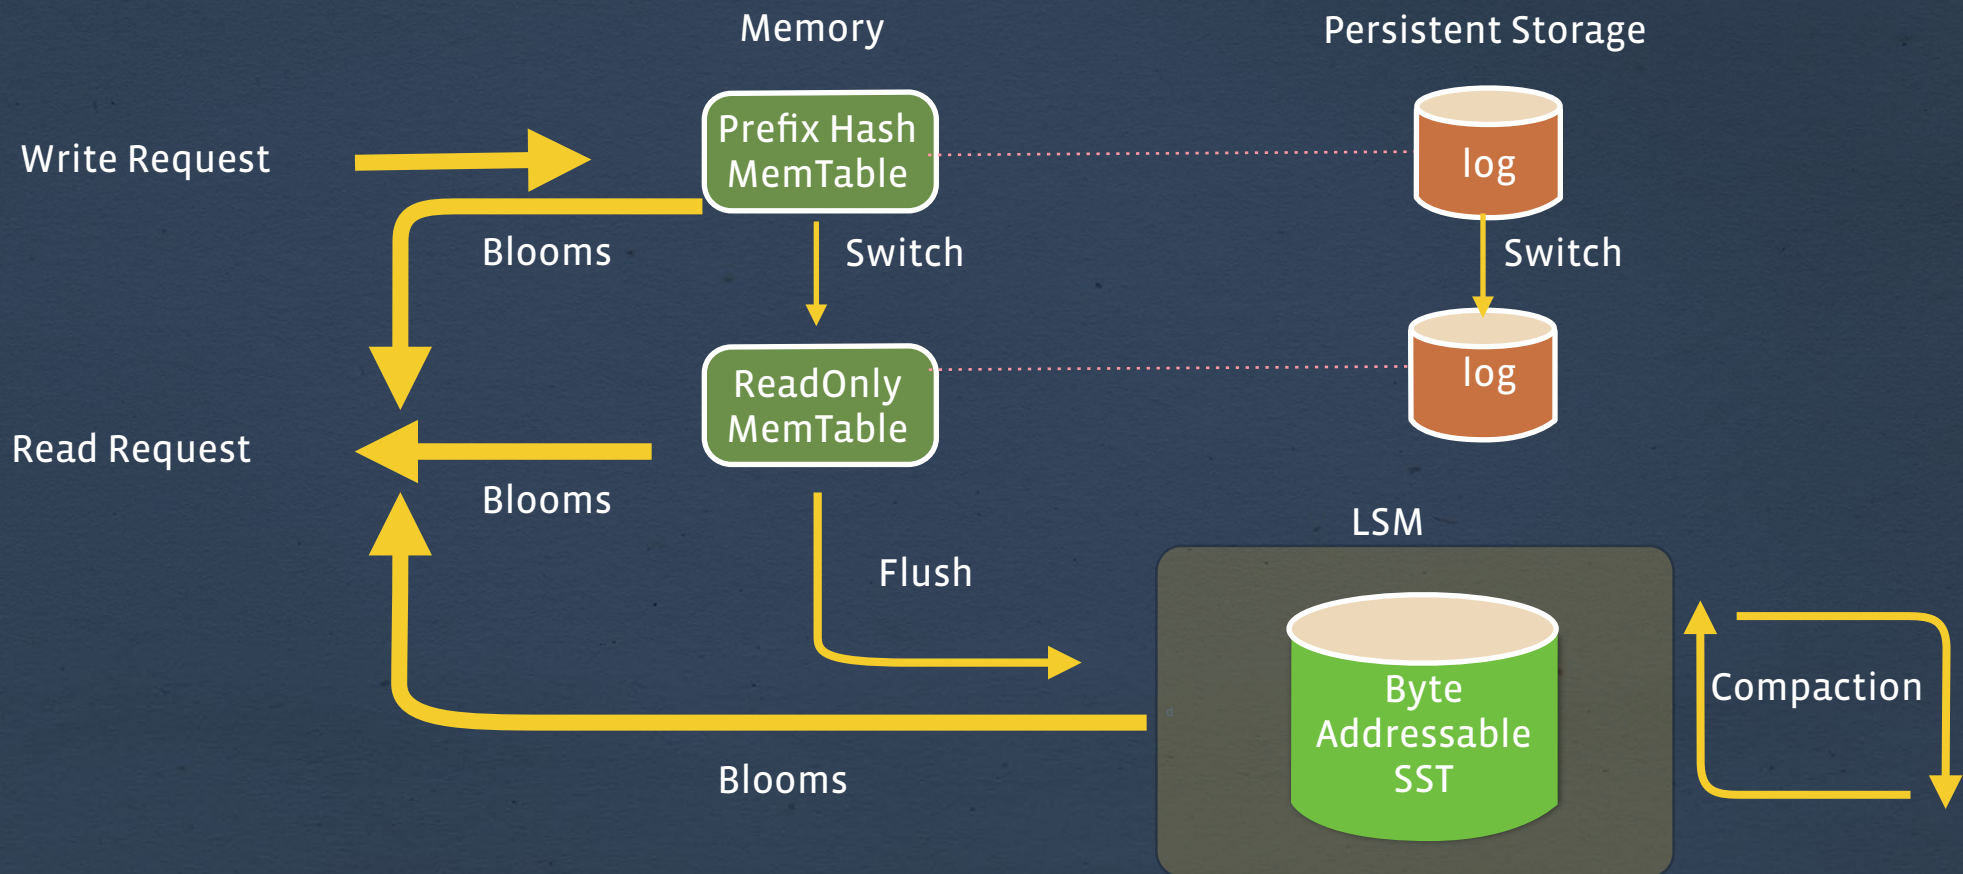 Memory
Persistent Storage
Write Request
Prefix Hash
MemTable
log
Blooms
Switch
Switch
Read Request
ReadOnly
MemTable
log
Blooms
LSM
Flush
Compaction
Byte
Addressable
SST
Blooms
d